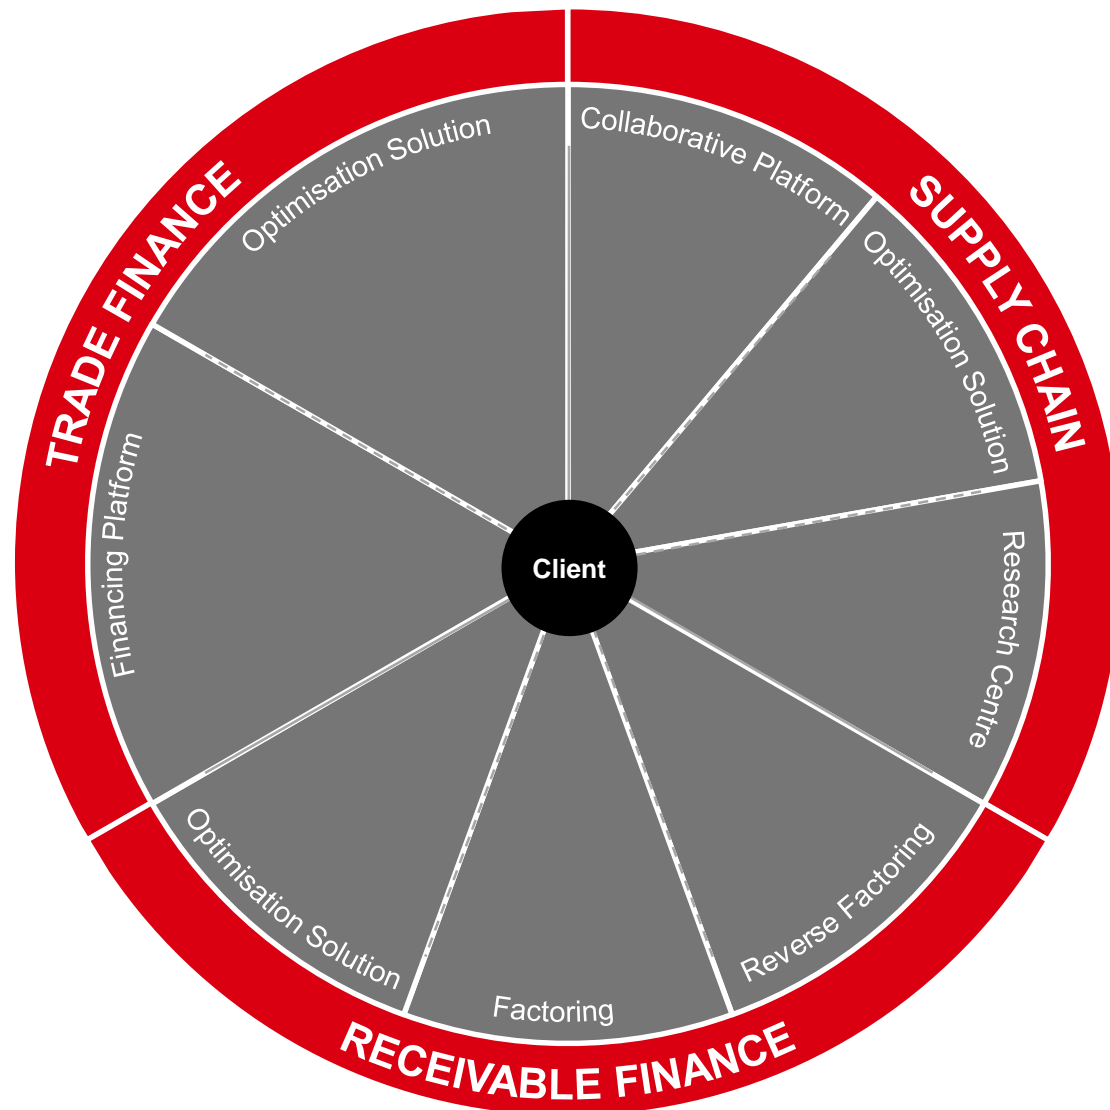 TRADE FINANCE
Optimisation Solution
Financing Platform
SUPPLY CHAIN
Collaborative Platform
Optimisation Solution
Research Centre
RECEIVABLE FINANCE
Reverse Factoring
Factoring
Optimisation Solution
Client